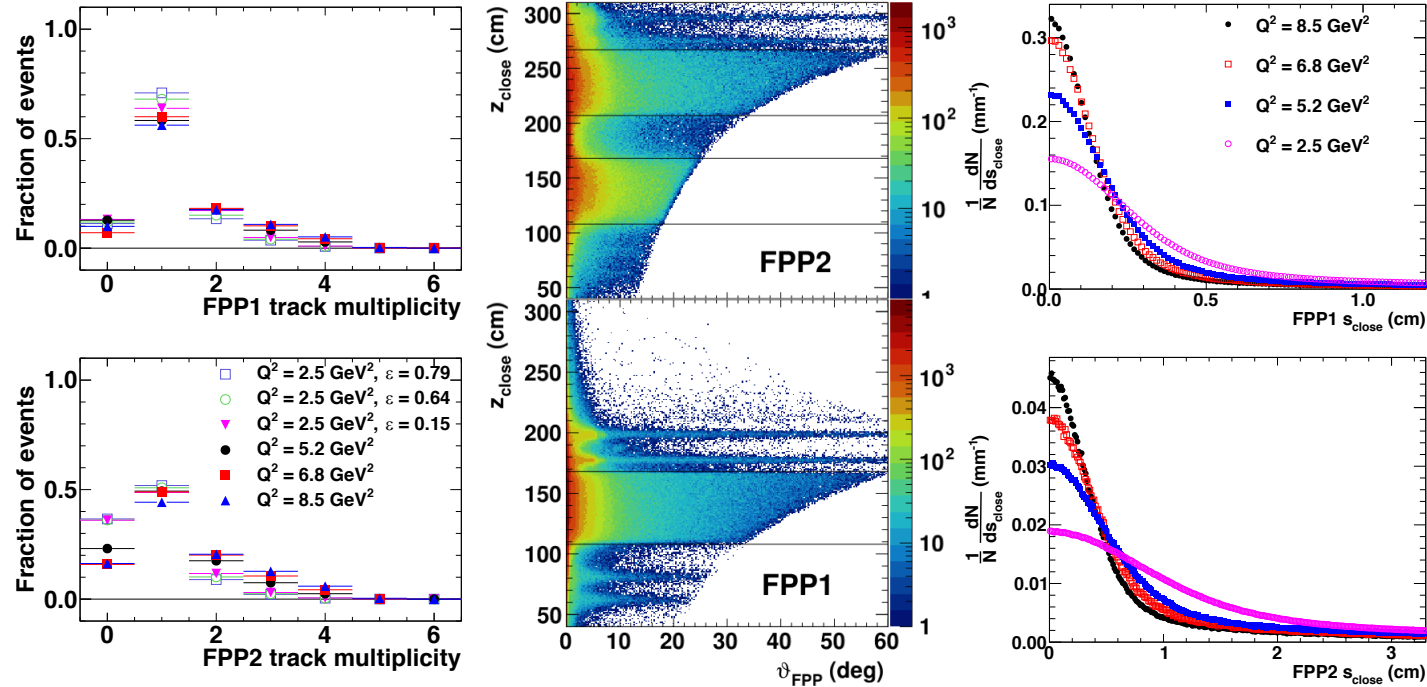 Fraction of events
1.0
0.5
0.0
0 2 4 6
FPP1 track multiplicity
Fraction of events
1.0
0.5
0.0
Q² = 2.5 GeV², ε = 0.79
Q² = 2.5 GeV², ε = 0.64
Q² = 2.5 GeV², ε = 0.15
Q² = 5.2 GeV²
Q² = 6.8 GeV²
Q² = 8.5 GeV²
0 2 4 6
FPP2 track multiplicity
z_close (cm)
300
250
200
150
100
50
FPP2
10³
10²
10
1
z_close (cm)
300
250
200
150
100
50
FPP1
10³
10²
10
1
0 10 20 30 40 50 60
ϑ_FPP (deg)
1/N dN/ds_close (mm⁻¹)
0.3
0.2
0.1
0.0
Q² = 8.5 GeV²
Q² = 6.8 GeV²
Q² = 5.2 GeV²
Q² = 2.5 GeV²
0.0 0.5 1.0
FPP1 s_close (cm)
1/N dN/ds_close (mm⁻¹)
0.04
0.03
0.02
0.01
0.00
0 1 2 3
FPP2 s_close (cm)